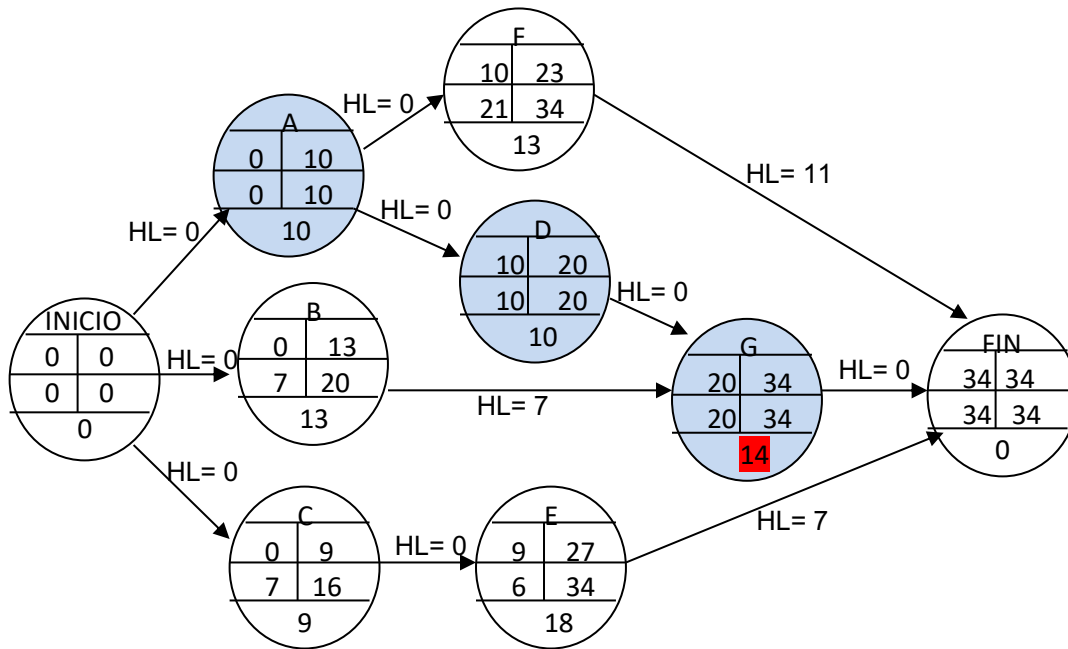 F
10 23
21 34
13
HL= 0
A
0 10
0 10
10
HL= 11
HL= 0
HL= 0
D
10 20
10 20
10
HL= 0
INICIO
0 0
0 0
0
HL= 0
B
0 13
7 20
13
HL= 7
G
20 34
20 34
14
HL= 0
FIN
34 34
34 34
0
HL= 0
C
0 9
7 16
9
HL= 0
E
9 27
6 34
18
HL= 7